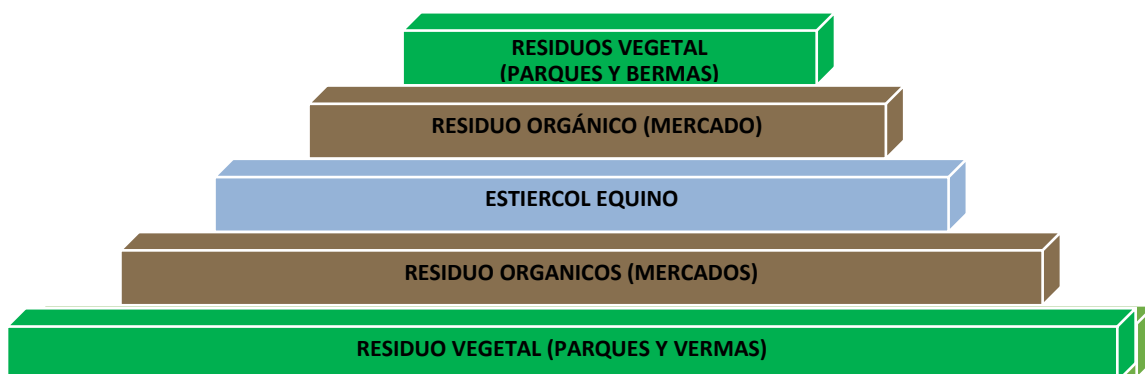 RESIDUOS VEGETAL
(PARQUES Y BERMAS)
RESIDUO ORGÁNICO (MERCADO)
ESTIERCOL EQUINO
RESIDUO ORGANICOS (MERCADOS)
RESIDUO VEGETAL (PARQUES Y VERMAS)